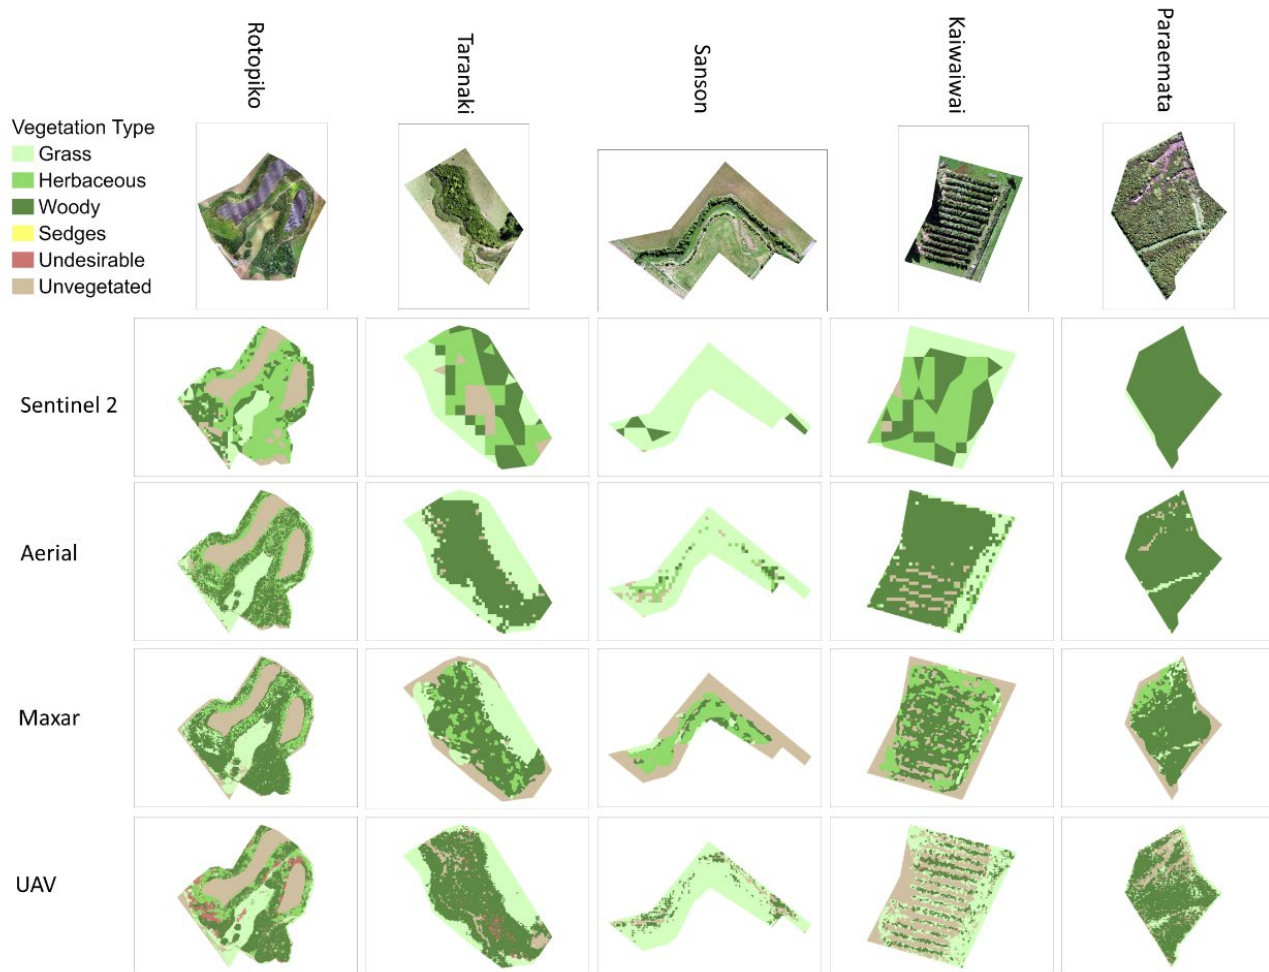 Rotopiko
Taranaki
Sanson
Kaiwaiwai
Paraemata
Vegetation Type
Grass
Herbaceous
Woody
Sedges
Undesirable
Unvegetated
Sentinel 2
Aerial
Maxar
UAV